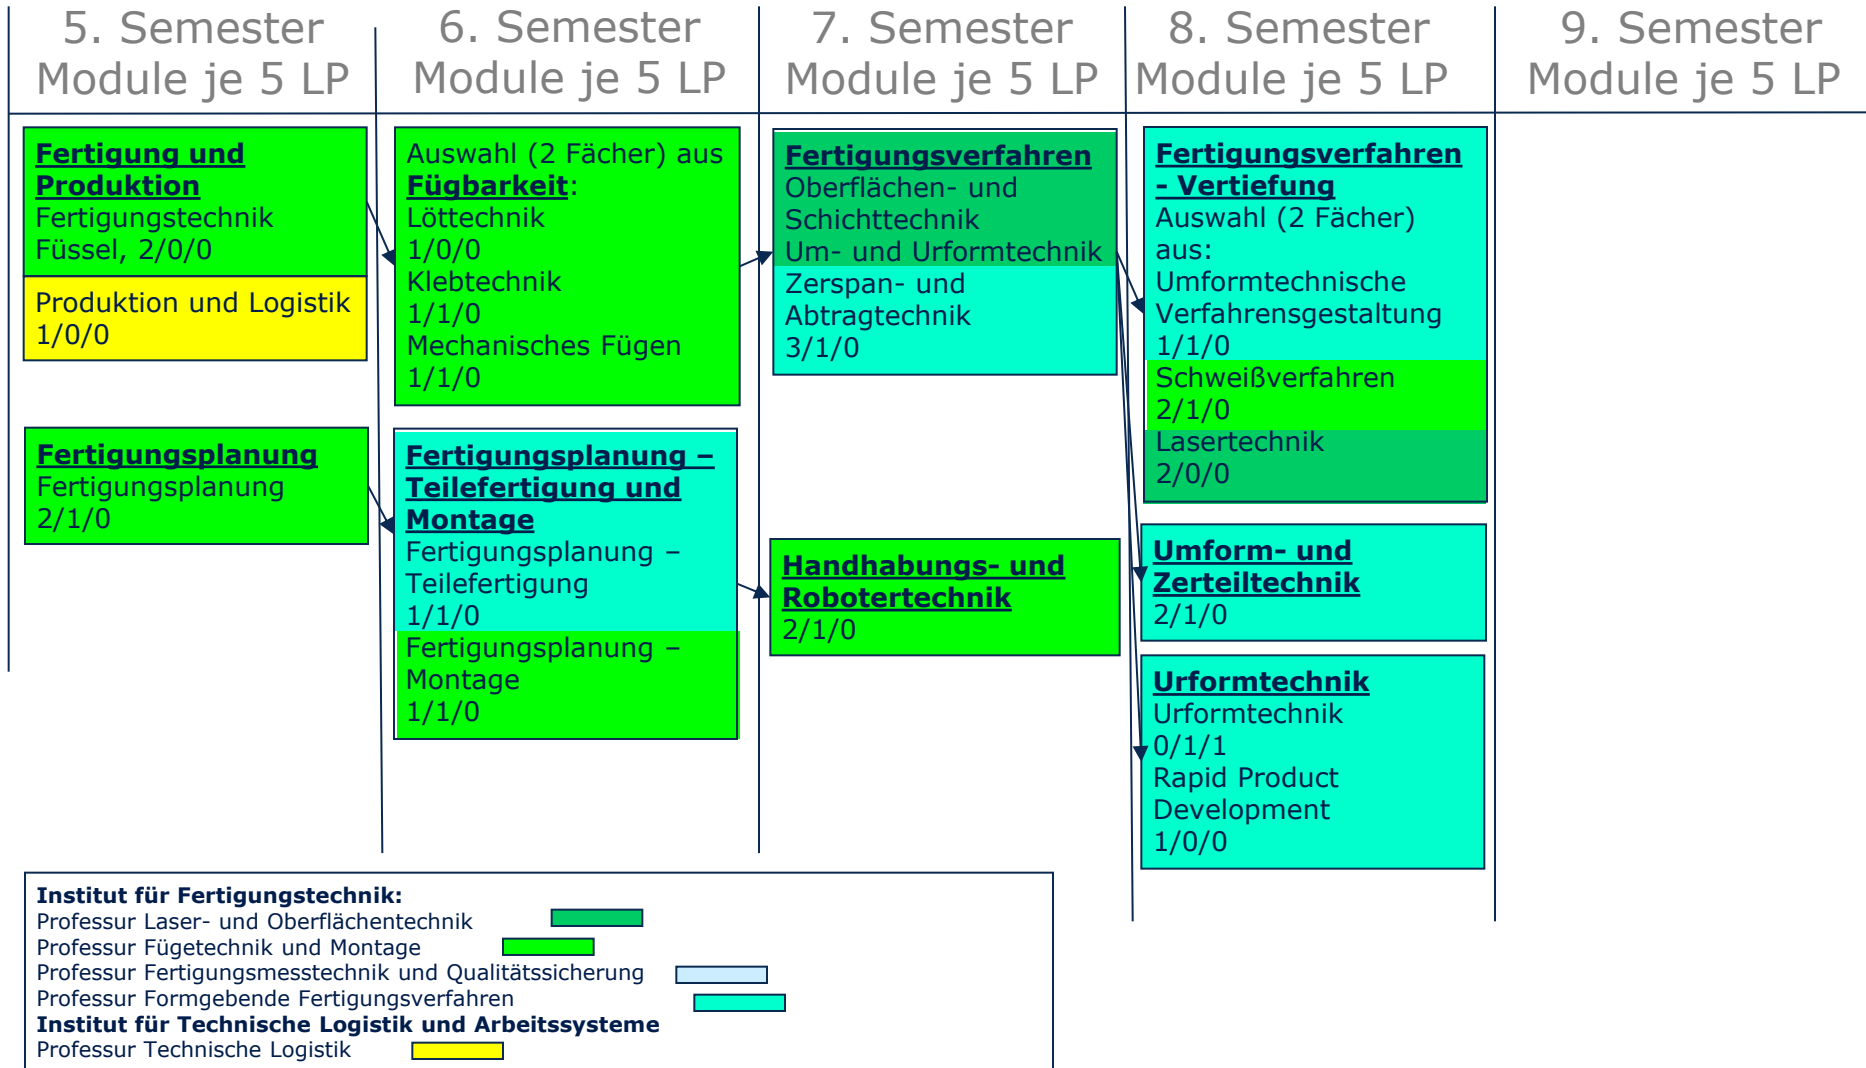 5. Semester
Module je 5 LP
6. Semester
Module je 5 LP
7. Semester
Module je 5 LP
8. Semester
Module je 5 LP
9. Semester
Module je 5 LP
Fertigung und
Produktion
Fertigungstechnik
Füssel, 2/0/0
Produktion und Logistik
1/0/0
Fertigungsplanung
Fertigungsplanung
2/1/0
Auswahl (2 Fächer) aus
Fügbarkeit:
Löttechnik
1/0/0
Klebtechnik
1/1/0
Mechanisches Fügen
1/1/0
Fertigungsplanung –
Teilefertigung und
Montage
Fertigungsplanung –
Teilefertigung
1/1/0
Fertigungsplanung –
Montage
1/1/0
Fertigungsverfahren
Oberflächen- und
Schichttechnik
Um- und Urformtechnik
Zerspan- und
Abtragtechnik
3/1/0
Handhabungs- und
Robotertechnik
2/1/0
Fertigungsverfahren
- Vertiefung
Auswahl (2 Fächer)
aus:
Umformtechnische
Verfahrensgestaltung
1/1/0
Schweißverfahren
2/1/0
Lasertechnik
2/0/0
Umform- und
Zerteiltechnik
2/1/0
Urformtechnik
Urformtechnik
0/1/1
Rapid Product
Development
1/0/0
Institut für Fertigungstechnik:
Professur Laser- und Oberflächentechnik
Professur Fügetechnik und Montage
Professur Fertigungsmesstechnik und Qualitätssicherung
Professur Formgebende Fertigungsverfahren
Institut für Technische Logistik und Arbeitssysteme
Professur Technische Logistik